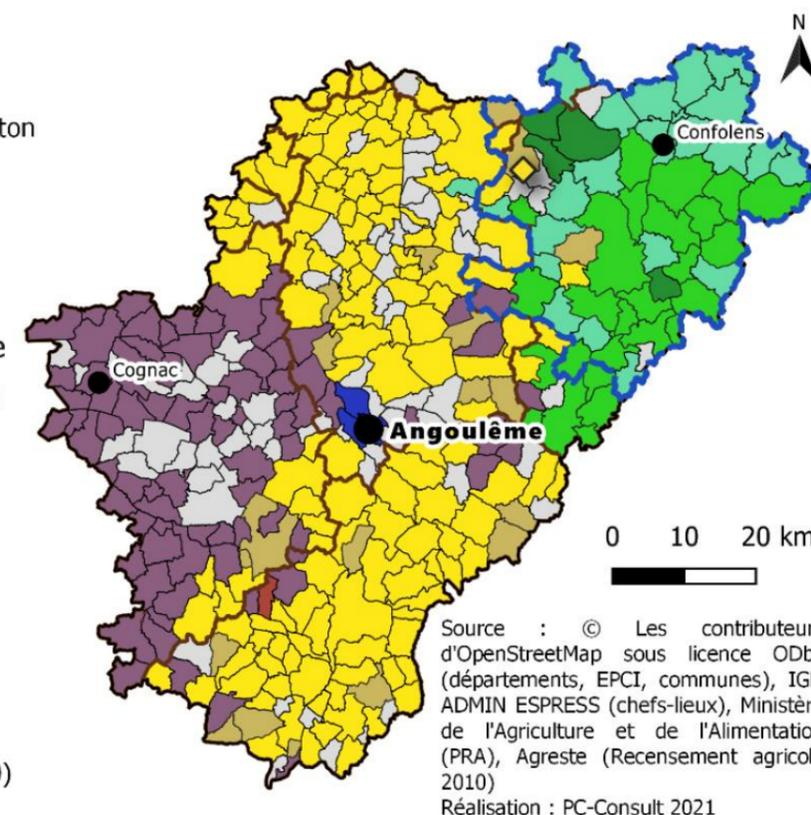 N
ton
Confolens
e
Cognac
Angoulême
0 10 20 km
Source : © Les contributeur
d'OpenStreetMap sous licence ODb
(départements, EPCI, communes), IG
ADMIN ESPRESS (chefs-lieux), Ministèr
de l'Agriculture et de l'Alimentatio
(PRA), Agreste (Recensement agricol
2010)
)
Réalisation : PC-Consult 2021